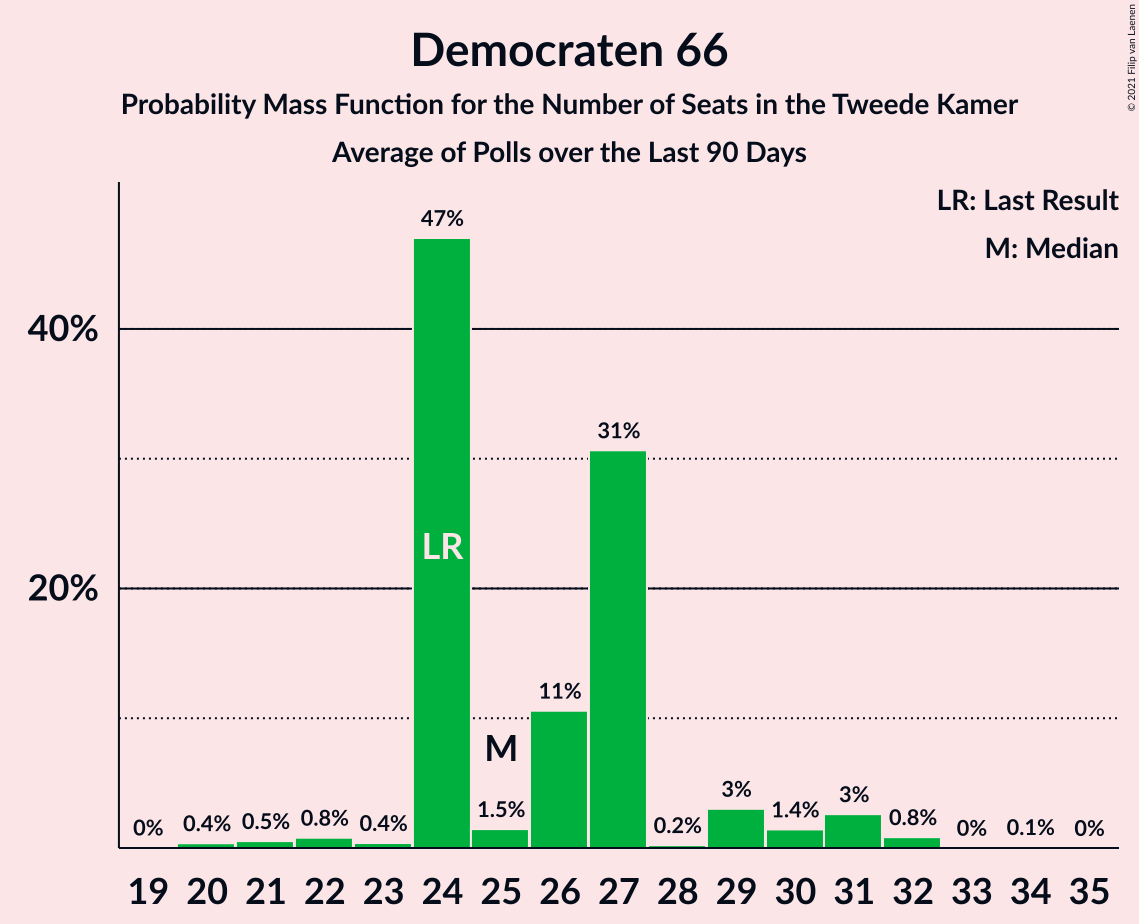 Democraten 66
Probability Mass Function for the Number of Seats in the Tweede Kamer
Average of Polls over the Last 90 Days
© 2021 Filip van Laenen
LR: Last Result
M: Median
40%
20%
0%
0.4%
0.5%
0.8%
0.4%
47%
1.5%
11%
31%
0.2%
3%
1.4%
3%
0.8%
0%
0.1%
0%
LR
M
19 20 21 22 23 24 25 26 27 28 29 30 31 32 33 34 35